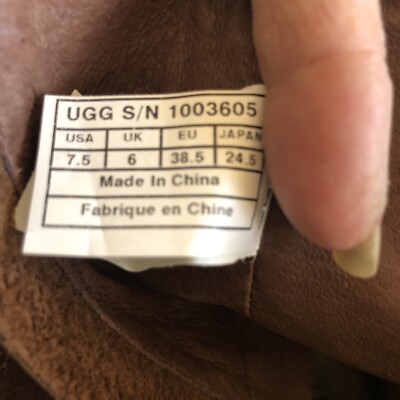 UGG S/N 1003605
USA UK EU JAPAN
7.5 6 38.5 24.5
Made In China
Fabrique en Chine